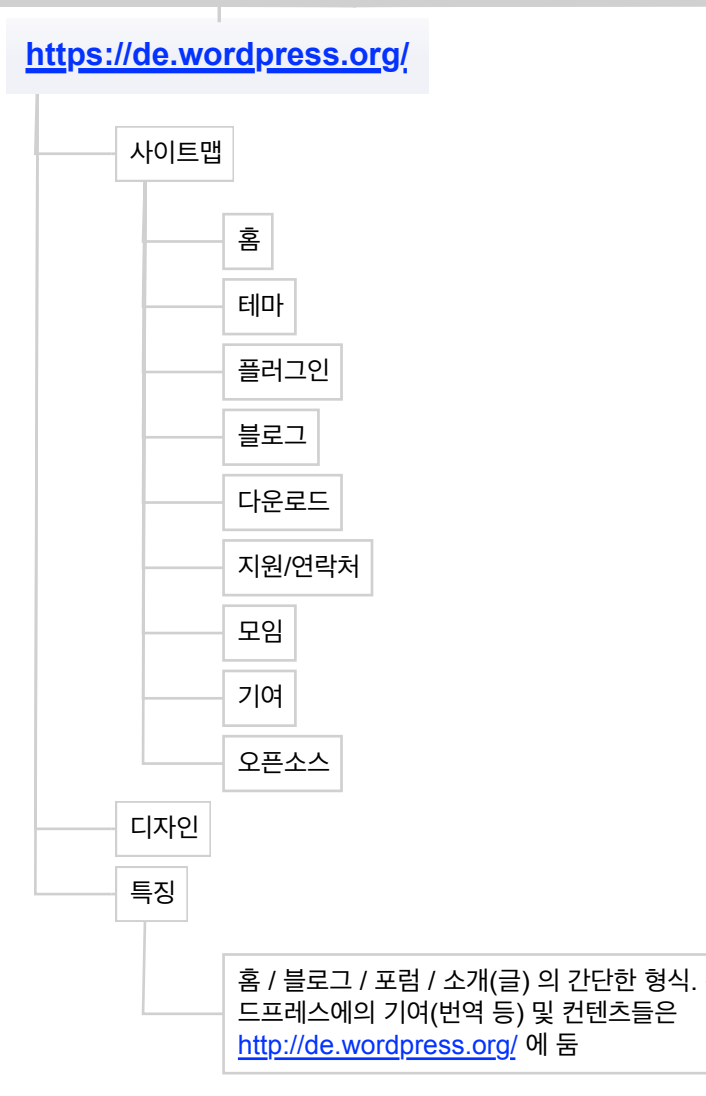 https://de.wordpress.org/
사이트맵
홈
테마
플러그인
블로그
다운로드
지원/연락처
모임
기여
오픈소스
디자인
특징
홈 / 블로그 / 포럼 / 소개(글) 의 간단한 형식.
드프레스에의 기여(번역 등) 및 컨텐츠들은
http://de.wordpress.org/ 에 둠